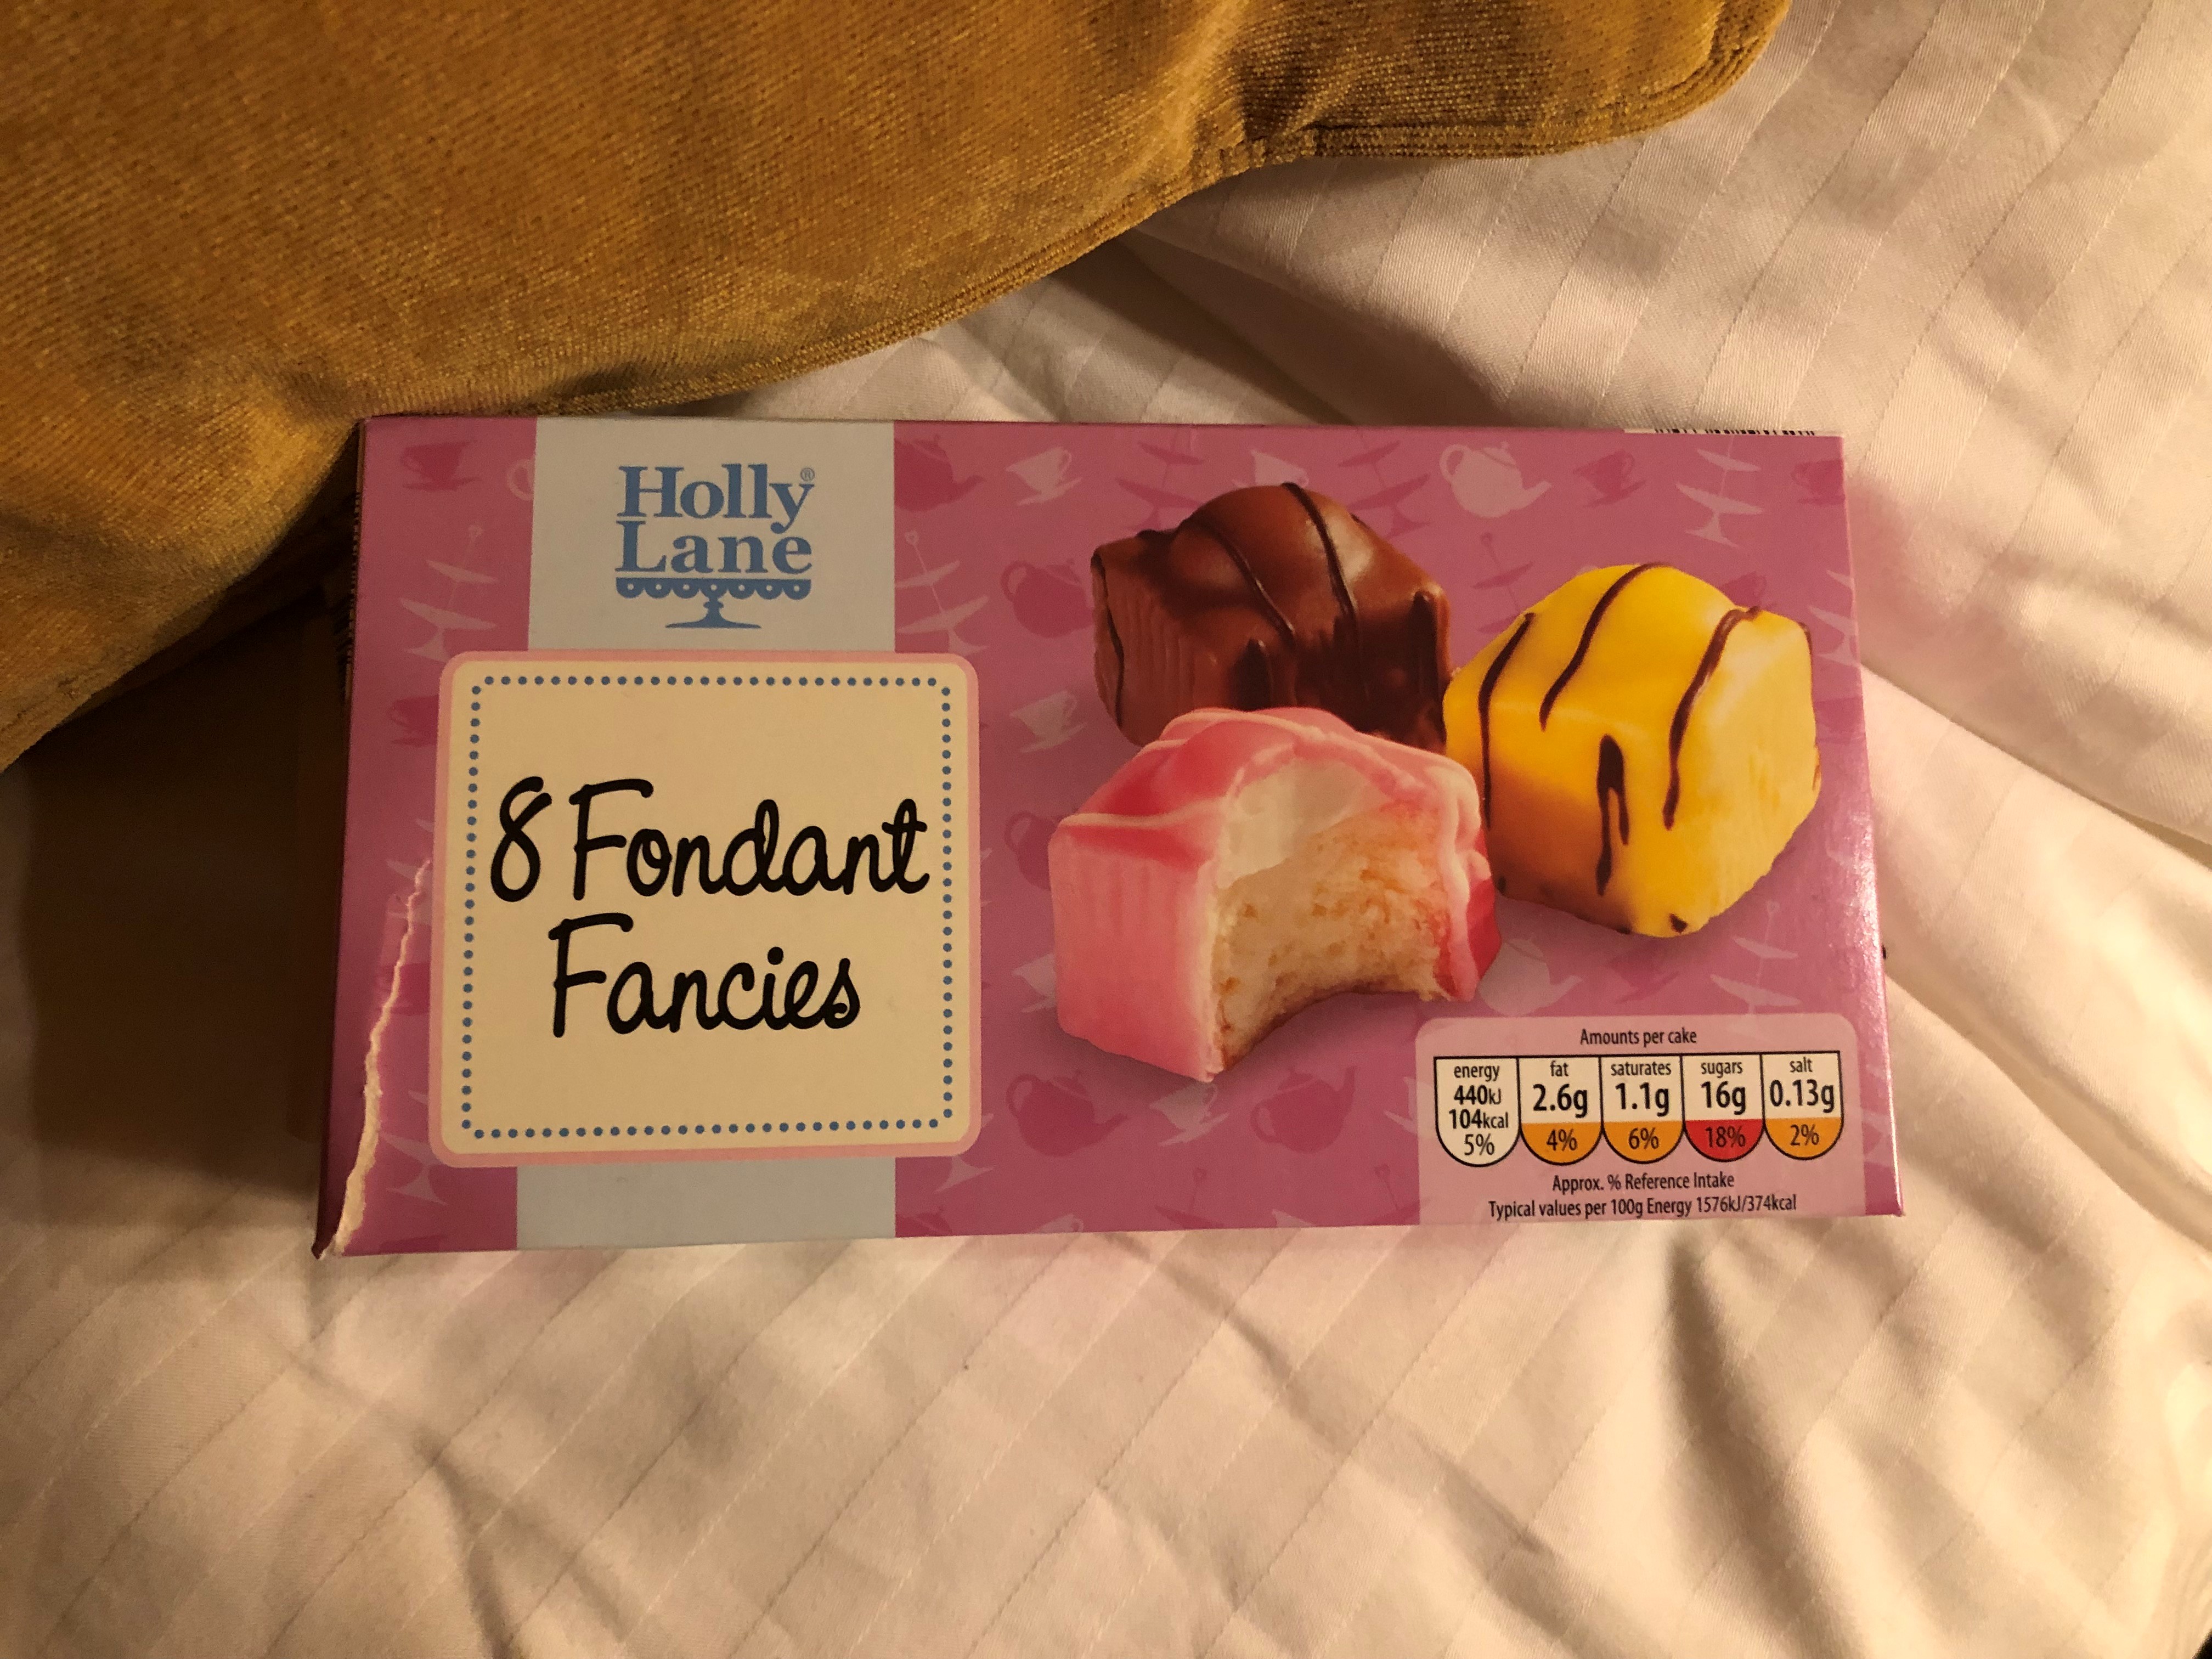 Holly®
Lane
8 Fondant
Fancies
Amounts per cake
energy 440kJ 104kcal 5%
fat 2.6g 4%
saturates 1.1g 6%
sugars 16g 18%
salt 0.13g 2%
Approx. % Reference Intake
Typical values per 100g Energy 1576kJ/374kcal